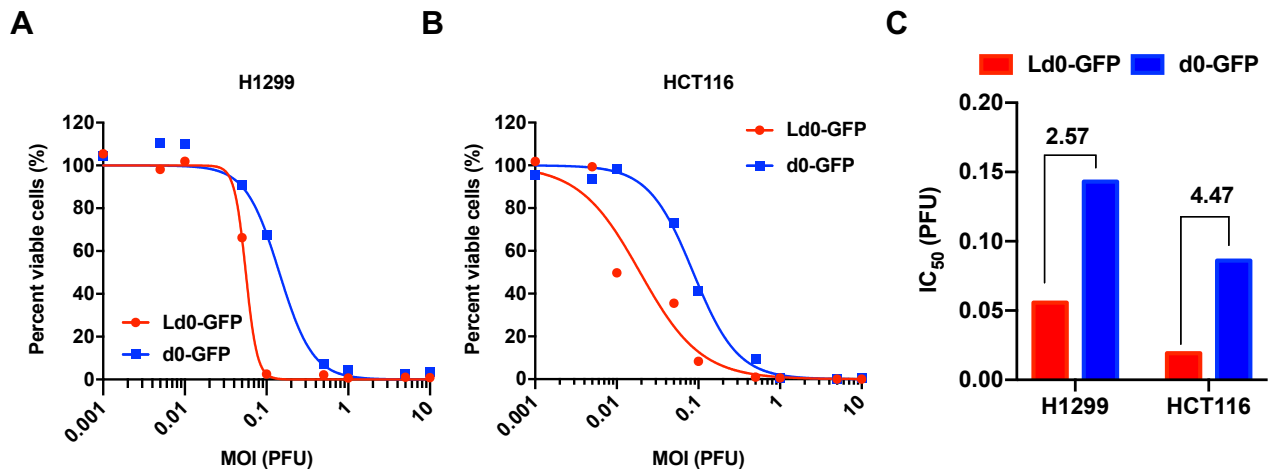 A
H1299
Percent viable cells (%)
120
100
80
60
40
20
0
Ld0-GFP
d0-GFP
0.001
0.01
0.1
1
10
MOI (PFU)
B
HCT116
Percent viable cells (%)
120
100
80
60
40
20
0
Ld0-GFP
d0-GFP
0.001
0.01
0.1
1
10
MOI (PFU)
C
Ld0-GFP d0-GFP
IC50 (PFU)
0.20
0.15
0.10
0.05
0.00
2.57
4.47
H1299 HCT116